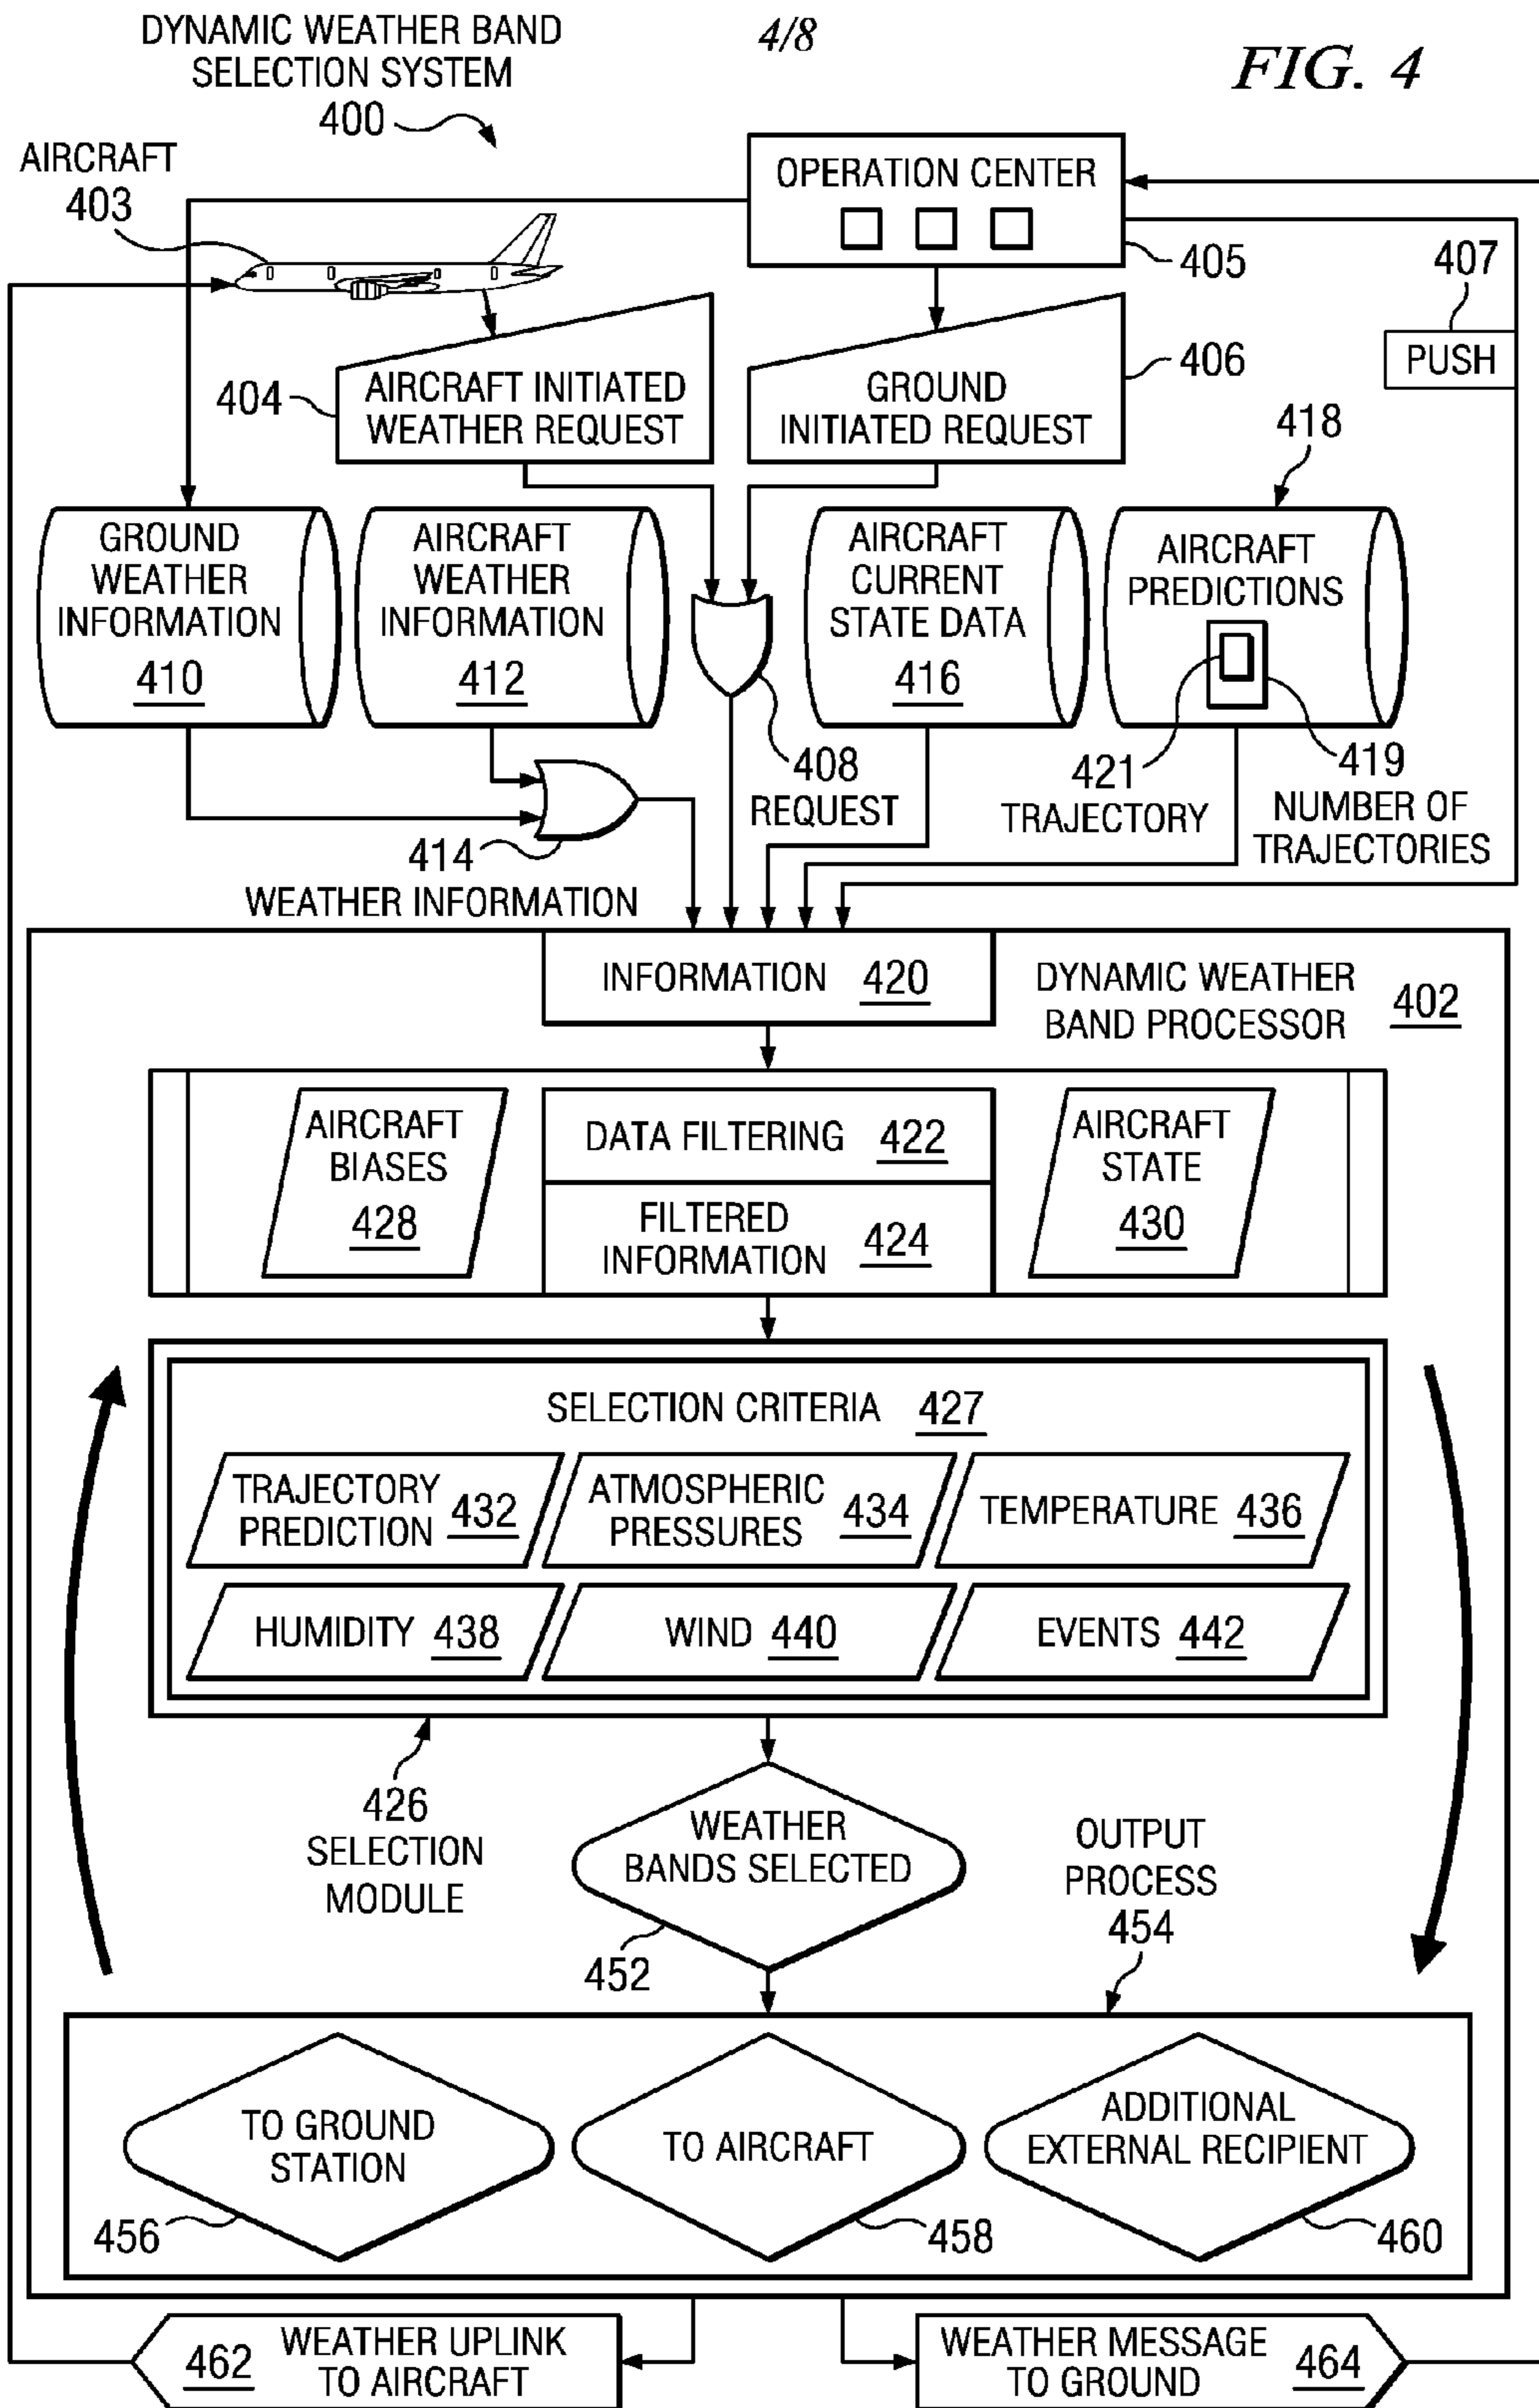 DYNAMIC WEATHER BAND
SELECTION SYSTEM
400
4/8
FIG. 4
AIRCRAFT
403
OPERATION CENTER
405
407
PUSH
404
AIRCRAFT INITIATED
WEATHER REQUEST
GROUND
INITIATED REQUEST
406
418
GROUND
WEATHER
INFORMATION
410
AIRCRAFT
WEATHER
INFORMATION
412
AIRCRAFT
CURRENT
STATE DATA
416
AIRCRAFT
PREDICTIONS
408
REQUEST
421
TRAJECTORY
419
NUMBER OF
TRAJECTORIES
414
WEATHER INFORMATION
INFORMATION 420
DYNAMIC WEATHER
BAND PROCESSOR 402
AIRCRAFT
BIASES
428
DATA FILTERING 422
FILTERED
INFORMATION 424
AIRCRAFT
STATE
430
SELECTION CRITERIA 427
TRAJECTORY
PREDICTION 432
ATMOSPHERIC
PRESSURES 434
TEMPERATURE 436
HUMIDITY 438
WIND 440
EVENTS 442
426
SELECTION
MODULE
WEATHER
BANDS SELECTED
452
OUTPUT
PROCESS
454
TO GROUND
STATION
456
TO AIRCRAFT
458
ADDITIONAL
EXTERNAL RECIPIENT
460
462 WEATHER UPLINK
TO AIRCRAFT
WEATHER MESSAGE
TO GROUND 464